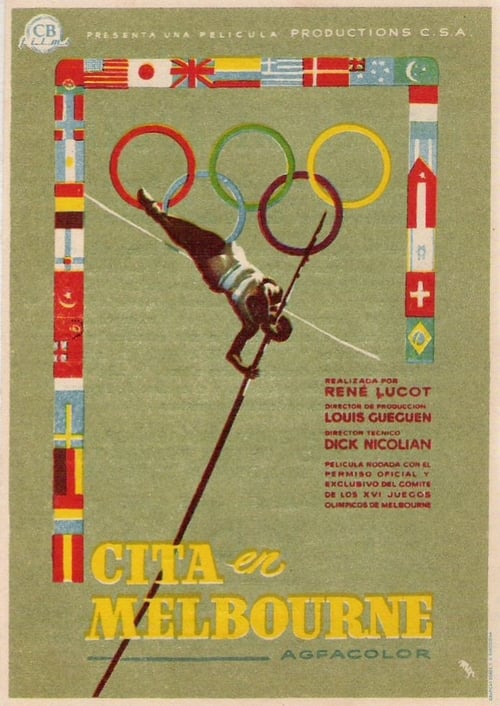 CB
films
PRESENTA UNA PELICULA PRODUCTIONS C.S.A.
REALIZADA POR
RENÉ LUCOT
DIRECTOR DE PRODUCCION
LOUIS GUEGUEN
DIRECTOR TECNICO
DICK NICOLIAN
PELICULA RODADA CON EL
PERMISO OFICIAL Y
EXCLUSIVO DEL COMITE
DE LOS XVI JUEGOS
OLIMPICOS DE MELBOURNE
CITA en
MELBOURNE
AGFACOLOR